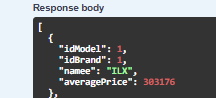 Response body
[
{
"idModel": 1,
"idBrand": 1,
"namee": "ILX",
"averagePrice": 303176
},